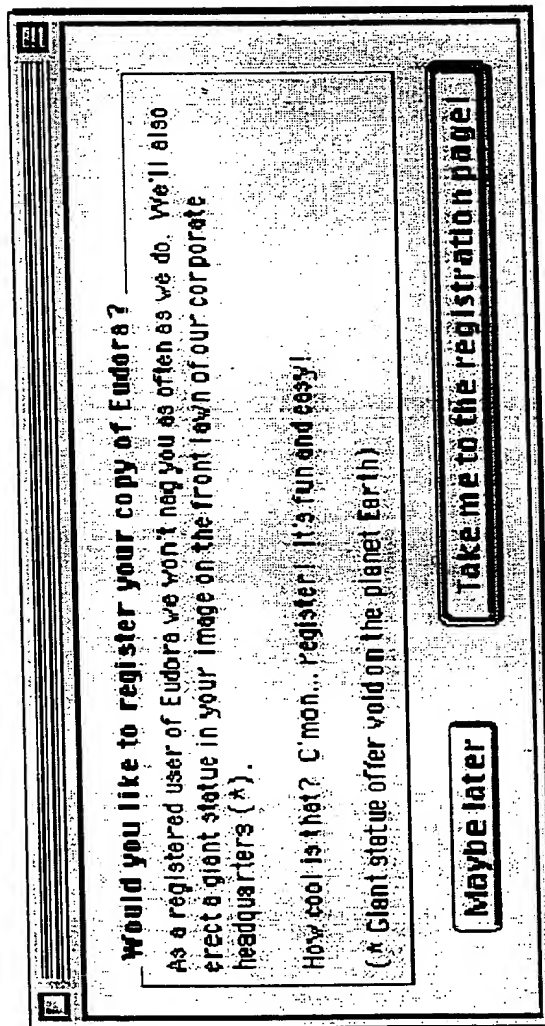 Would you like to register your copy of Eudora?
As a registered user of Eudora we won't nag you as often as we do. We'll also
erect a giant statue in your image on the front lawn of our corporate
headquarters (*).
How cool is that? C'mon... register! It's fun and easy!
(* Giant statue offer void on the planet Earth)
Maybe later
Take me to the registration page!